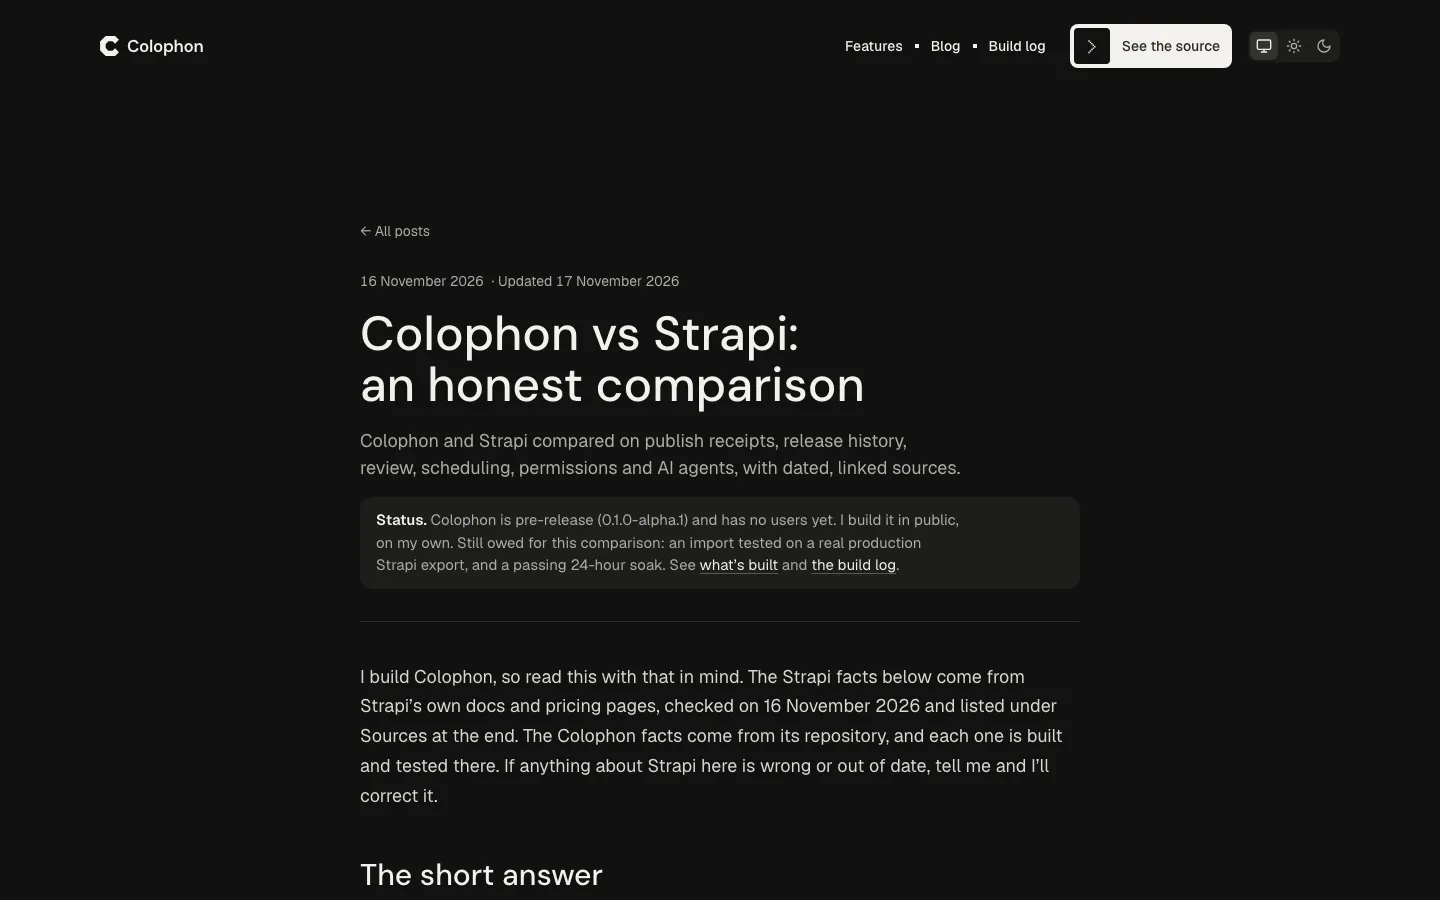 Colophon
Features
Blog
Build log
See the source
← All posts
16 November 2026 · Updated 17 November 2026
Colophon vs Strapi:
an honest comparison
Colophon and Strapi compared on publish receipts, release history,
review, scheduling, permissions and AI agents, with dated, linked sources.
Status. Colophon is pre-release (0.1.0-alpha.1) and has no users yet. I build it in public,
on my own. Still owed for this comparison: an import tested on a real production
Strapi export, and a passing 24-hour soak. See what’s built and the build log.
I build Colophon, so read this with that in mind. The Strapi facts below come from
Strapi’s own docs and pricing pages, checked on 16 November 2026 and listed under
Sources at the end. The Colophon facts come from its repository, and each one is built
and tested there. If anything about Strapi here is wrong or out of date, tell me and I’ll
correct it.
The short answer